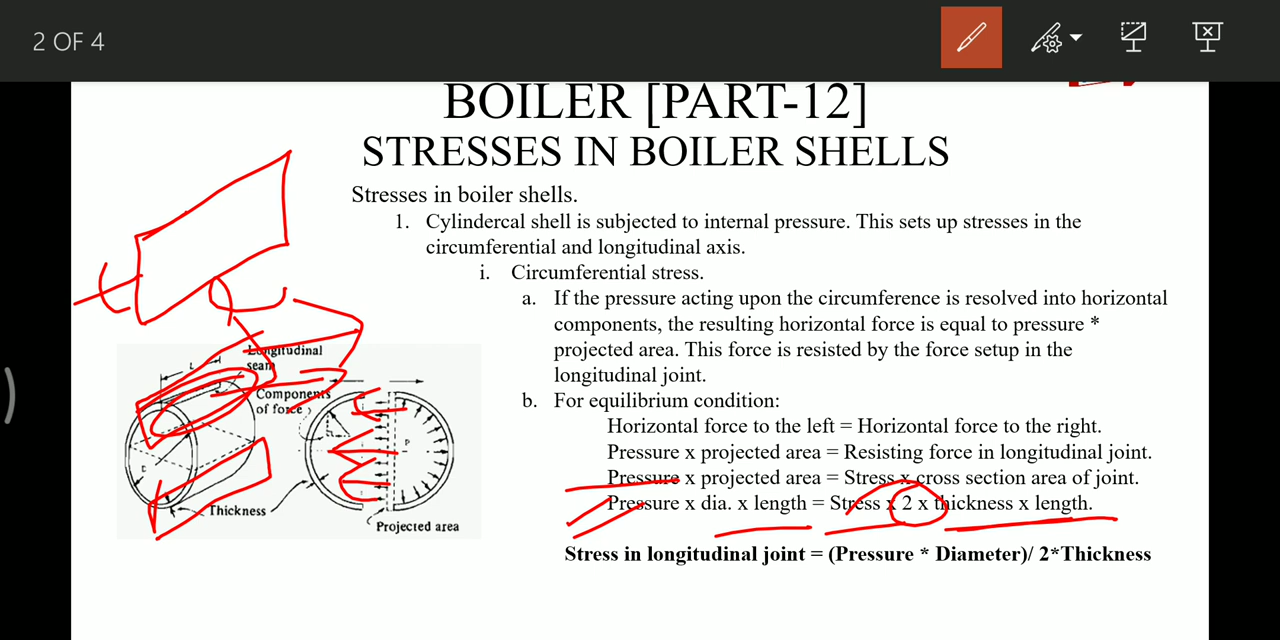 2 OF 4
BOILER [PART-12]
STRESSES IN BOILER SHELLS
Stresses in boiler shells.
1. Cylindercal shell is subjected to internal pressure. This sets up stresses in the
circumferential and longitudinal axis.
i. Circumferential stress.
a. If the pressure acting upon the circumference is resolved into horizontal
components, the resulting horizontal force is equal to pressure *
projected area. This force is resisted by the force setup in the
longitudinal joint.
b. For equilibrium condition:
Horizontal force to the left = Horizontal force to the right.
Pressure x projected area = Resisting force in longitudinal joint.
Pressure x projected area = Stress x cross section area of joint.
Pressure x dia. x length = Stress x 2 x thickness x length.
Stress in longitudinal joint = (Pressure * Diameter)/ 2*Thickness
L
Longitudinal
seam
Components
of force
P
Thickness
Projected area